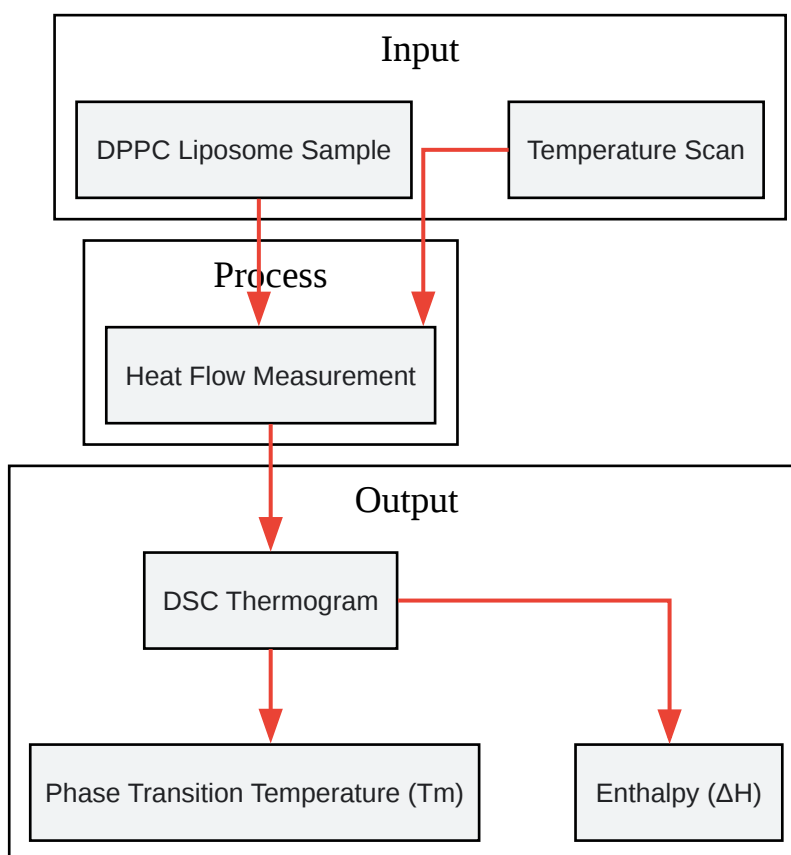 Input
DPPC Liposome Sample
Temperature Scan
Process
Heat Flow Measurement
Output
DSC Thermogram
Phase Transition Temperature (Tm)
Enthalpy (ΔH)